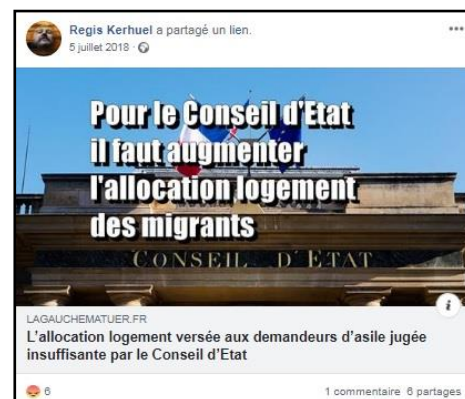 Regis Kerhuel a partagé un lien.
5 juillet 2018 ·
Pour le Conseil d'Etat
il faut augmenter
l'allocation logement
des migrants
CONSEIL D'ETAT
i
LAGAUCHEMATUER.FR
L'allocation logement versée aux demandeurs d'asile jugée
insuffisante par le Conseil d'Etat
6
1 commentaire 6 partages